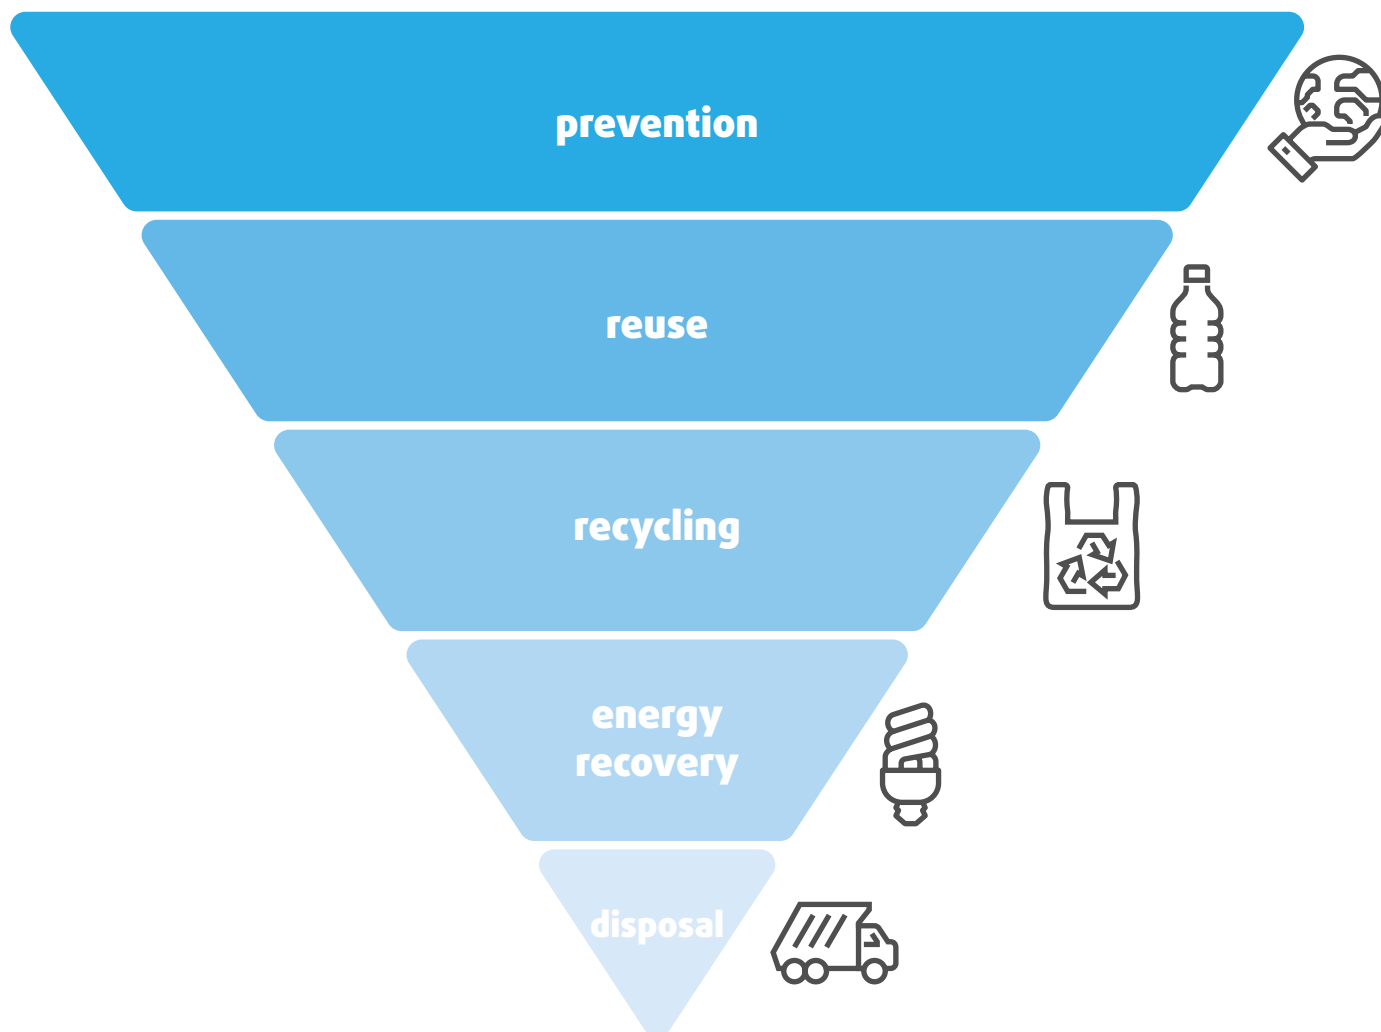 prevention
reuse
recycling
energy
recovery
disposal